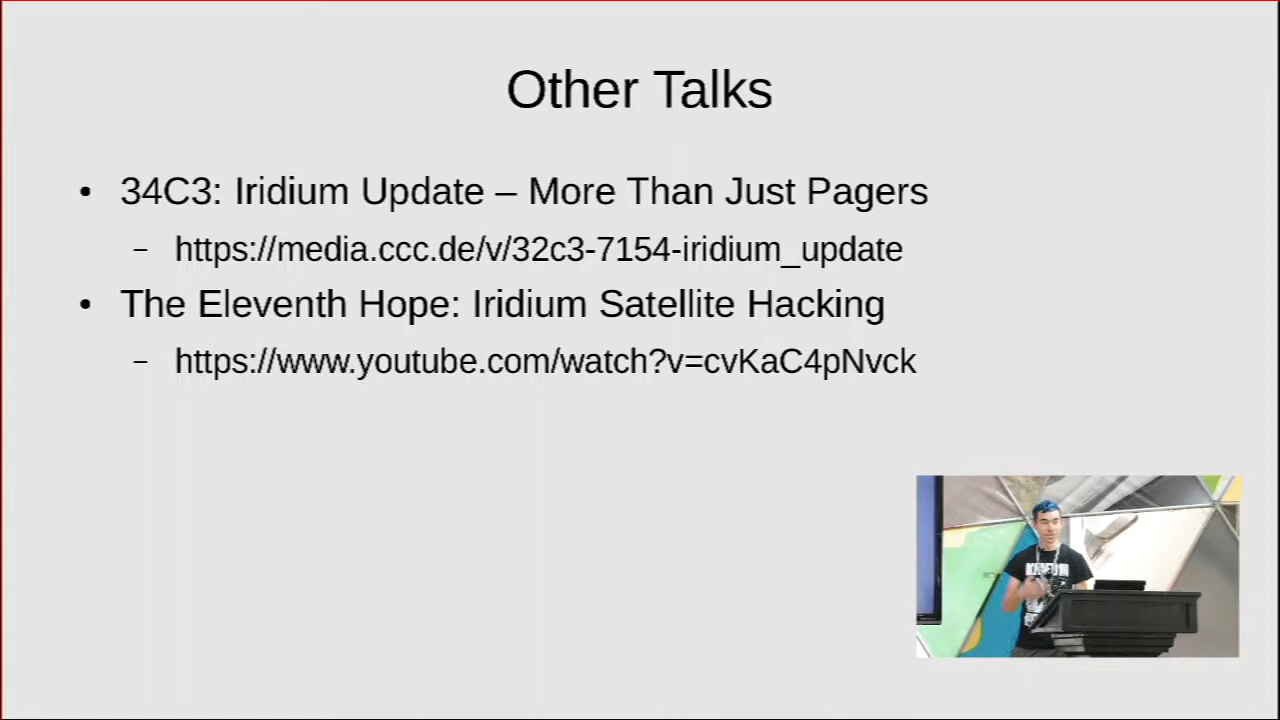 Other Talks
• 34C3: Iridium Update – More Than Just Pagers
– https://media.ccc.de/v/32c3-7154-iridium_update
• The Eleventh Hope: Iridium Satellite Hacking
– https://www.youtube.com/watch?v=cvKaC4pNvck